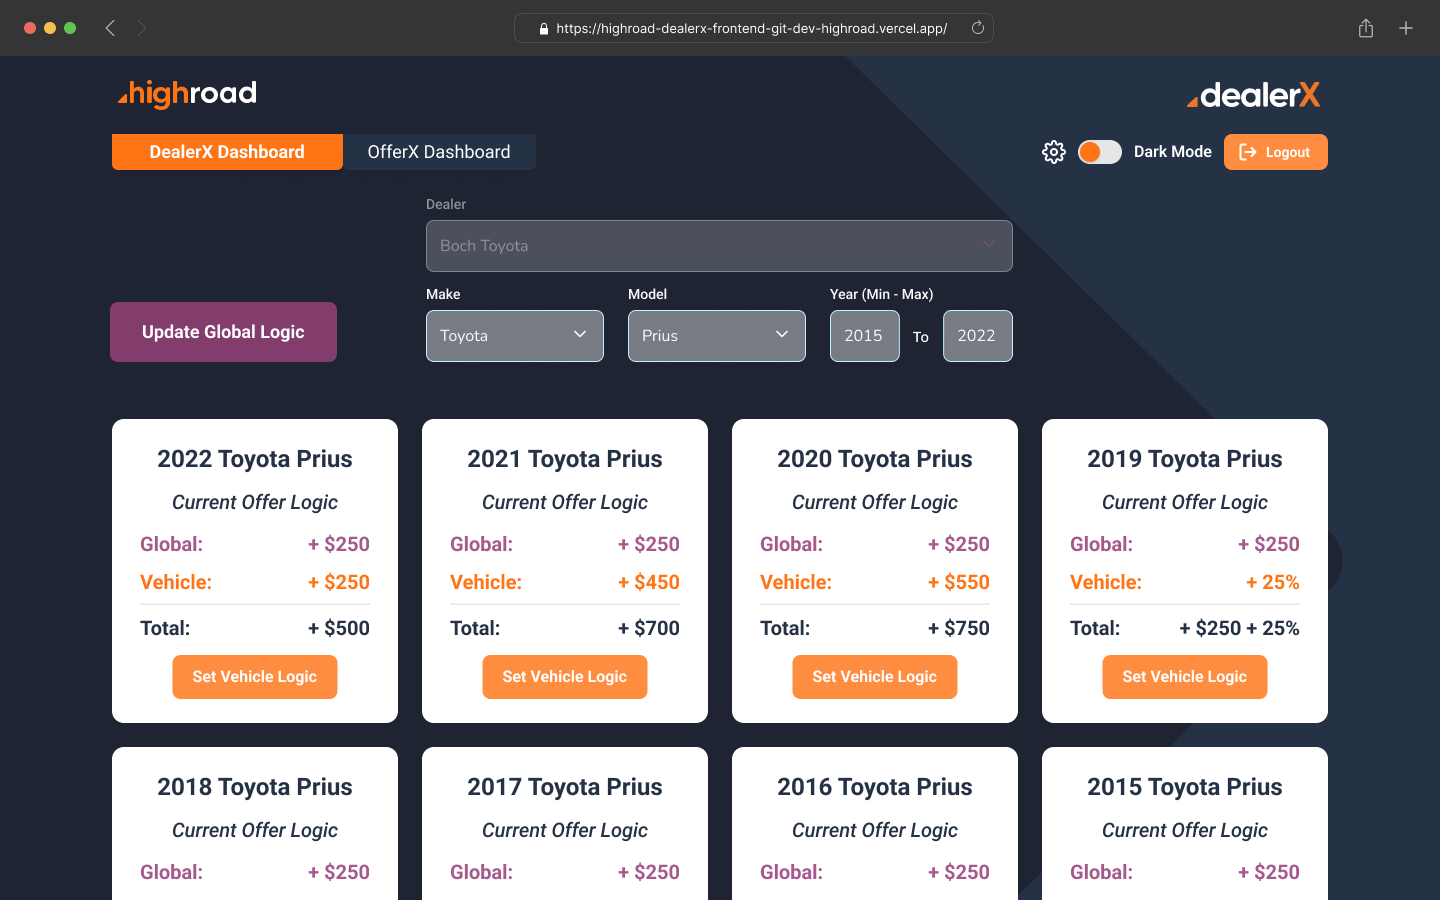 https://highroad-dealerx-frontend-git-dev-highroad.vercel.app/
highroad
dealerX
DealerX Dashboard
OfferX Dashboard
Dark Mode
Logout
Dealer
Boch Toyota
Make
Model
Year (Min - Max)
Update Global Logic
Toyota
Prius
2015
To
2022
2022 Toyota Prius
Current Offer Logic
Global: + $250
Vehicle: + $250
Total: + $500
Set Vehicle Logic
2021 Toyota Prius
Current Offer Logic
Global: + $250
Vehicle: + $450
Total: + $700
Set Vehicle Logic
2020 Toyota Prius
Current Offer Logic
Global: + $250
Vehicle: + $550
Total: + $750
Set Vehicle Logic
2019 Toyota Prius
Current Offer Logic
Global: + $250
Vehicle: + 25%
Total: + $250 + 25%
Set Vehicle Logic
2018 Toyota Prius
Current Offer Logic
Global: + $250
2017 Toyota Prius
Current Offer Logic
Global: + $250
2016 Toyota Prius
Current Offer Logic
Global: + $250
2015 Toyota Prius
Current Offer Logic
Global: + $250